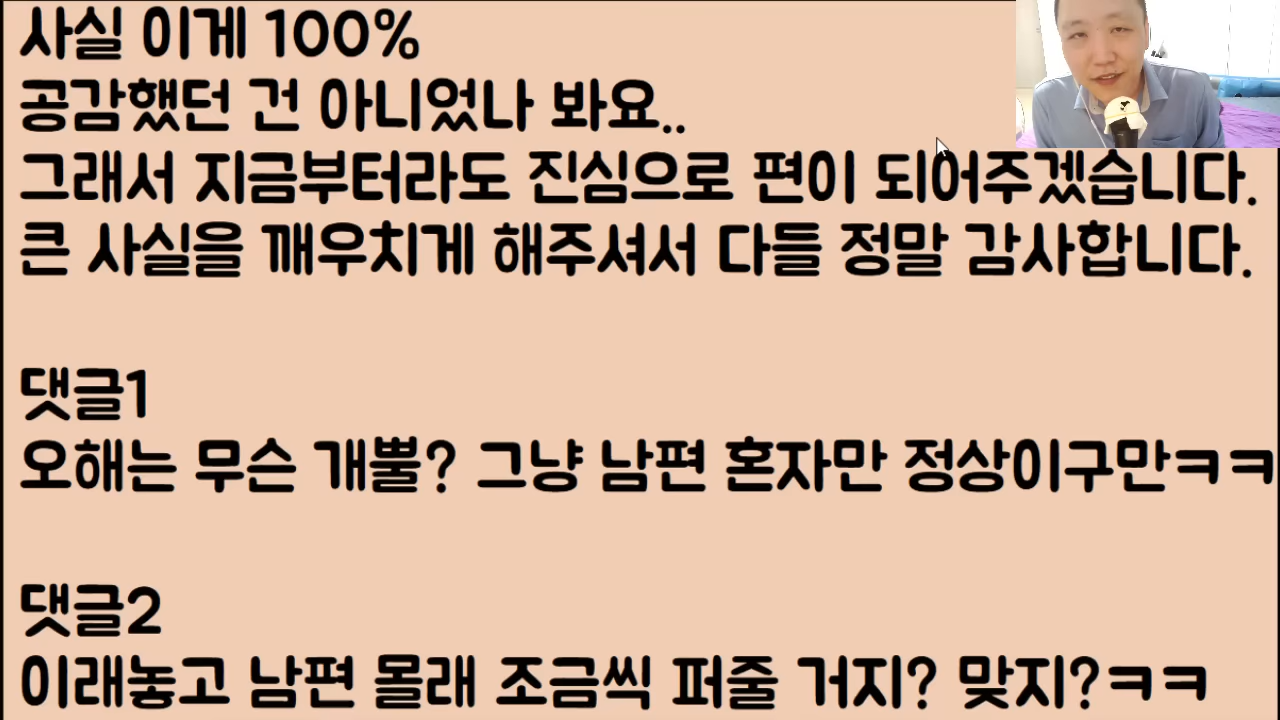 사실 이게 100%
공감했던 건 아니었나 봐요..
그래서 지금부터라도 진심으로 편이 되어주겠습니다.
큰 사실을 깨우치게 해주셔서 다들 정말 감사합니다.
댓글1
오해는 무슨 개뿔? 그냥 남편 혼자만 정상이구만ㅋㅋ
댓글2
이래놓고 남편 몰래 조금씩 퍼줄 거지? 맞지?ㅋㅋ